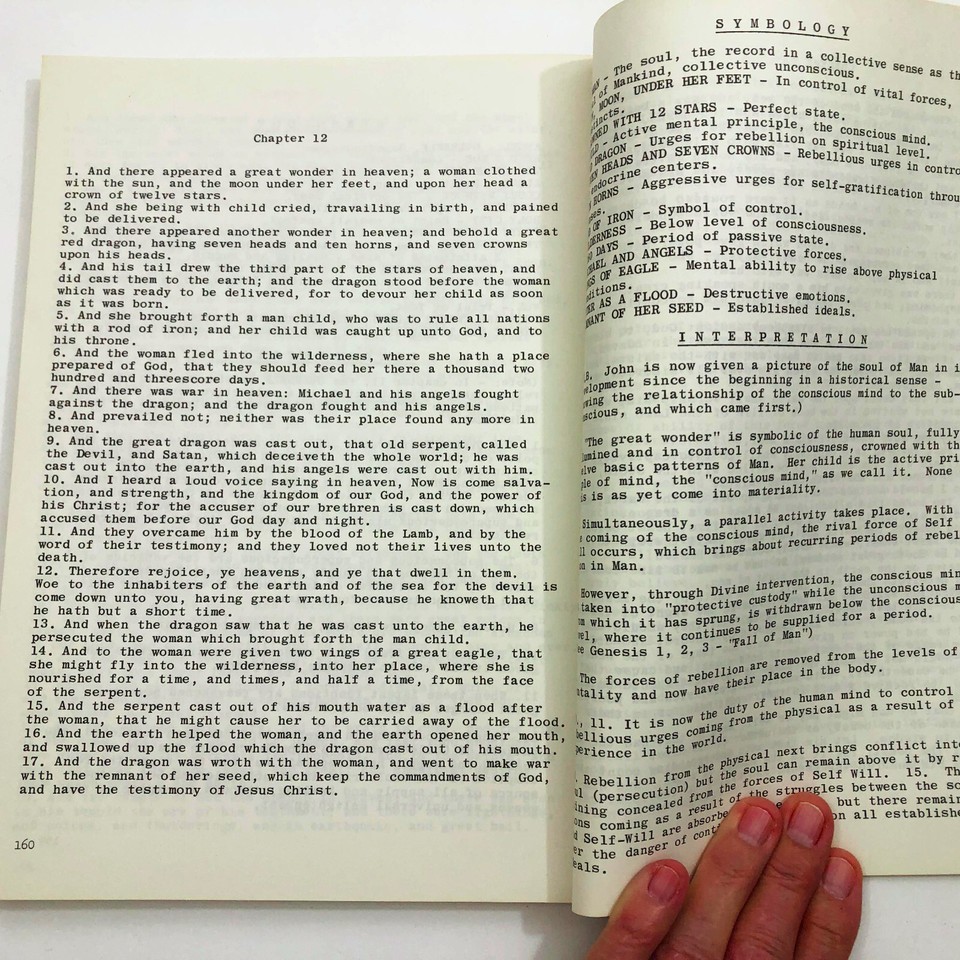 Chapter 12
1. And there appeared a great wonder in heaven; a woman clothed
with the sun, and the moon under her feet, and upon her head a
crown of twelve stars.
2. And she being with child cried, travailing in birth, and pained
to be delivered.
3. And there appeared another wonder in heaven; and behold a great
red dragon, having seven heads and ten horns, and seven crowns
upon his heads.
4. And his tail drew the third part of the stars of heaven, and
did cast them to the earth; and the dragon stood before the woman
which was ready to be delivered, for to devour her child as soon
as it was born.
5. And she brought forth a man child, who was to rule all nations
with a rod of iron; and her child was caught up unto God, and to
his throne.
6. And the woman fled into the wilderness, where she hath a place
prepared of God, that they should feed her there a thousand two
hundred and threescore days.
7. And there was war in heaven: Michael and his angels fought
against the dragon; and the dragon fought and his angels.
8. And prevailed not; neither was their place found any more in
heaven.
9. And the great dragon was cast out, that old serpent, called
the Devil, and Satan, which deceiveth the whole world; he was
cast out into the earth, and his angels were cast out with him.
10. And I heard a loud voice saying in heaven, Now is come salva-
tion, and strength, and the kingdom of our God, and the power of
his Christ; for the accuser of our brethren is cast down, which
accused them before our God day and night.
11. And they overcame him by the blood of the Lamb, and by the
word of their testimony; and they loved not their lives unto the
death.
12. Therefore rejoice, ye heavens, and ye that dwell in them.
Woe to the inhabiters of the earth and of the sea for the devil is
come down unto you, having great wrath, because he knoweth that
he hath but a short time.
13. And when the dragon saw that he was cast unto the earth, he
persecuted the woman which brought forth the man child.
14. And to the woman were given two wings of a great eagle, that
she might fly into the wilderness, into her place, where she is
nourished for a time, and times, and half a time, from the face
of the serpent.
15. And the serpent cast out of his mouth water as a flood after
the woman, that he might cause her to be carried away of the flood.
16. And the earth helped the woman, and the earth opened her mouth,
and swallowed up the flood which the dragon cast out of his mouth.
17. And the dragon was wroth with the woman, and went to make war
with the remnant of her seed, which keep the commandments of God,
and have the testimony of Jesus Christ.
160
SYMBOLOGY
- The soul, the record in a collective sense as
of Mankind, collective unconscious.
MOON, UNDER HER FEET - In control of vital forces,
WITH 12 STARS - Perfect state.
- Active mental principle, the conscious mind.
DRAGON - Urges for rebellion on spiritual level.
HEADS AND SEVEN CROWNS - Rebellious urges in
endocrine centers.
HORNS - Aggressive urges for self-gratification
OF IRON - Symbol of control.
- Below level of consciousness.
DAYS - Period of passive state.
AND ANGELS - Protective forces.
OF EAGLE - Mental ability to rise above physical
AS A FLOOD - Destructive emotions.
OF HER SEED - Established ideals.
INTERPRETATION
John is now given a picture of the soul of Man in
since the beginning in a historical sense -
the relationship of the conscious mind to the sub-
and which came first.)
"The great wonder" is symbolic of the human soul, fully
and in control of consciousness, crowned with
basic patterns of Man. Her child is the active
of mind, the "conscious mind," as we call it. None
is as yet come into materiality.
Simultaneously, a parallel activity takes place. With
coming of the conscious mind, the rival force of Self
occurs, which brings about recurring periods of
in Man.
However, through Divine intervention, the conscious
taken into "protective custody" while the unconscious
which it has sprung, is withdrawn below the conscious
where it continues to be supplied for a period.
Genesis 1, 2, 3 - "Fall of Man")
The forces of rebellion are removed from the levels of
and now have their place in the body.
11. It is now the duty of the human mind to control
urges coming from the physical as a result of
in the world.
Rebellion from the physical next brings conflict
(persecution) but the soul can remain above it by
concealed from the forces of Self Will. 15.
coming as a result of the struggles between the
Self-Will are but there
on all
the danger of